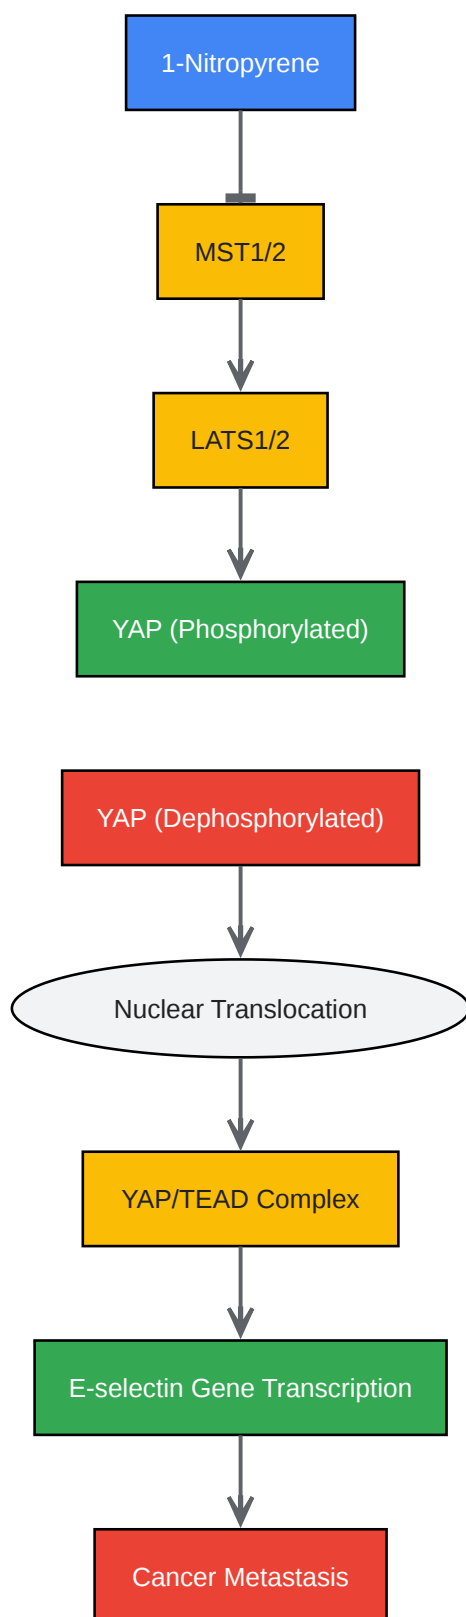 1-Nitropyrene
MST1/2
LATS1/2
YAP (Phosphorylated)
YAP (Dephosphorylated)
Nuclear Translocation
YAP/TEAD Complex
E-selectin Gene Transcription
Cancer Metastasis